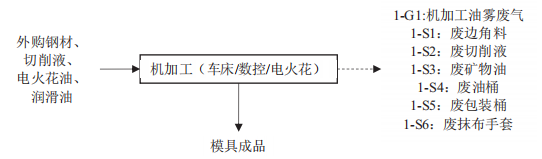 外购钢材、
切削液、
电火花油、
润滑油
机加工（车床/数控/电火花）
模具成品
1-G1:机加工油雾废气
1-S1：废边角料
1-S2：废切削液
1-S3：废矿物油
1-S4：废油桶
1-S5：废包装桶
1-S6：废抹布手套